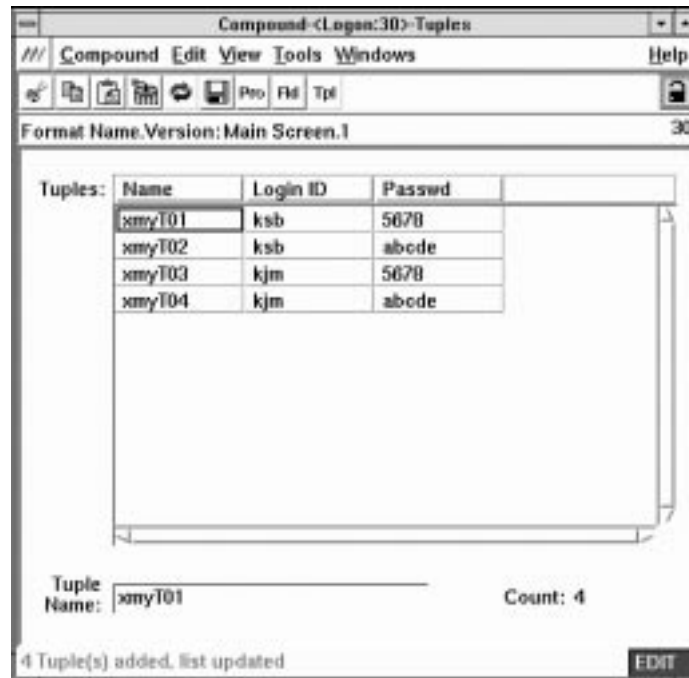 Compound-<Logon:30>-Tuples
/// Compound Edit View Tools Windows Help
Pro Fld Tpl
Format Name.Version: Main Screen.1 30
Tuples: Name Login ID Passwd
xmyT01 ksb 5678
xmyT02 ksb abcde
xmyT03 kjm 5678
xmyT04 kjm abcde
Tuple
Name: xmyT01 Count: 4
4 Tuple(s) added, list updated EDIT